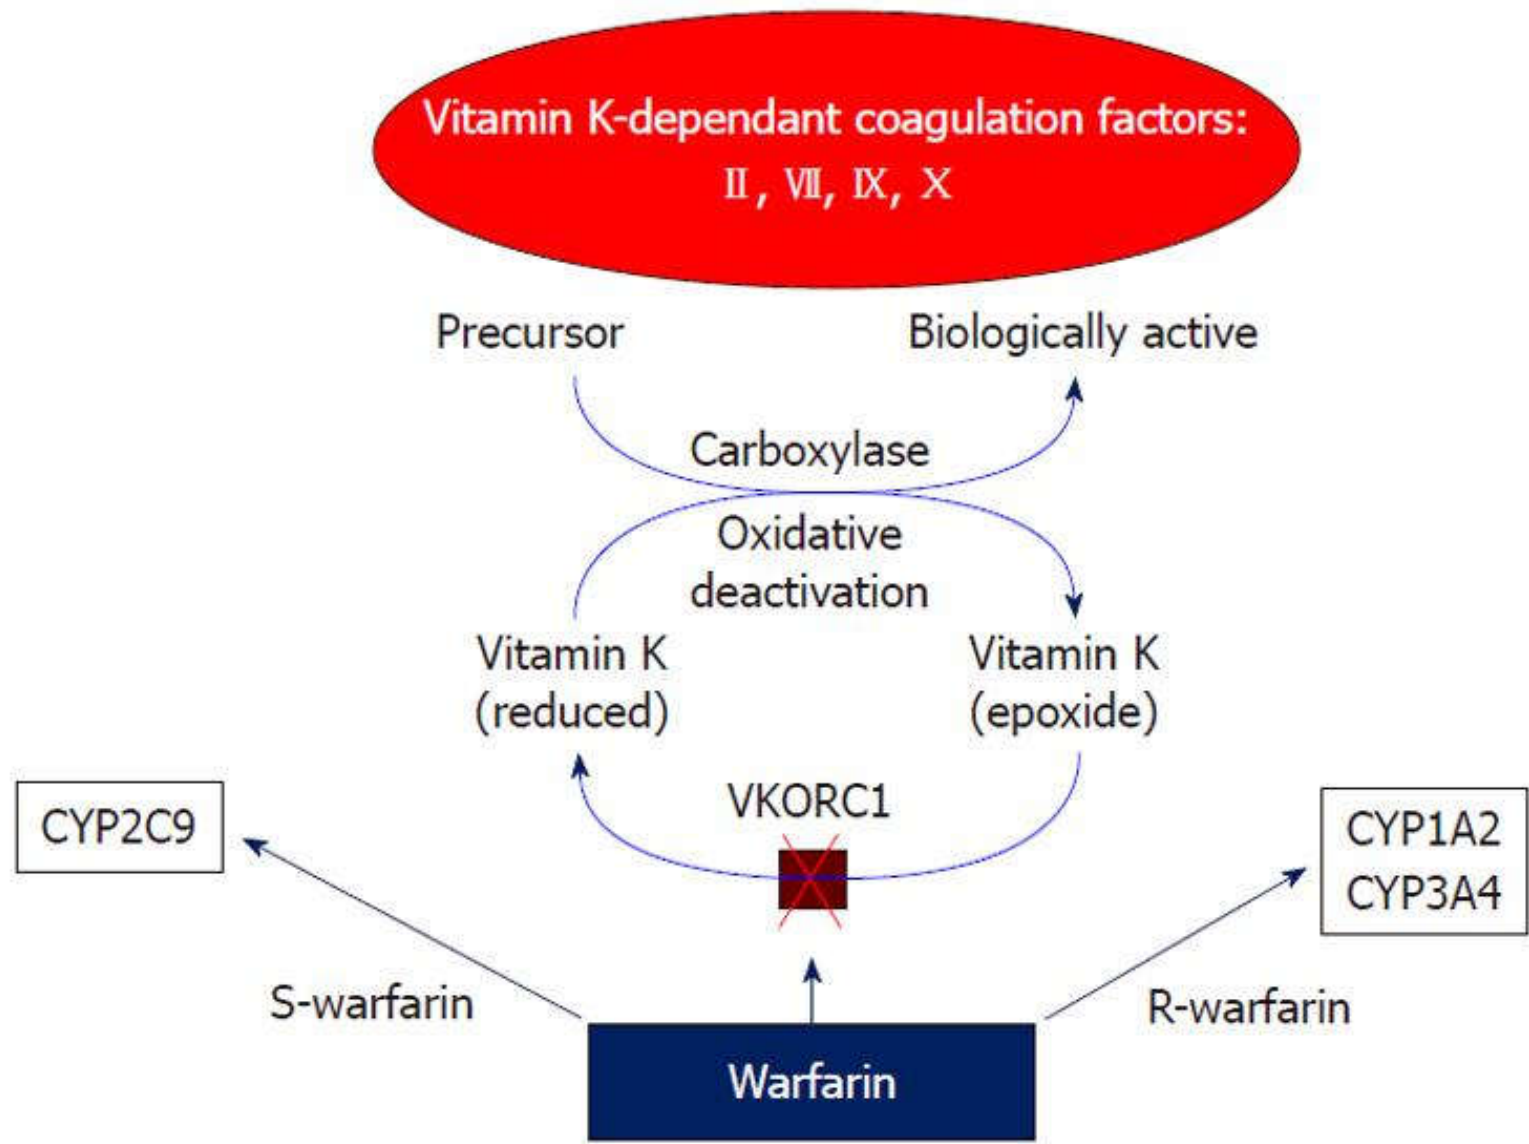 Vitamin K-dependant coagulation factors:
Ⅱ, Ⅶ, Ⅸ, Ⅹ
Precursor
Biologically active
Carboxylase
Oxidative
deactivation
Vitamin K
(reduced)
Vitamin K
(epoxide)
VKORC1
CYP2C9
CYP1A2
CYP3A4
S-warfarin
R-warfarin
Warfarin